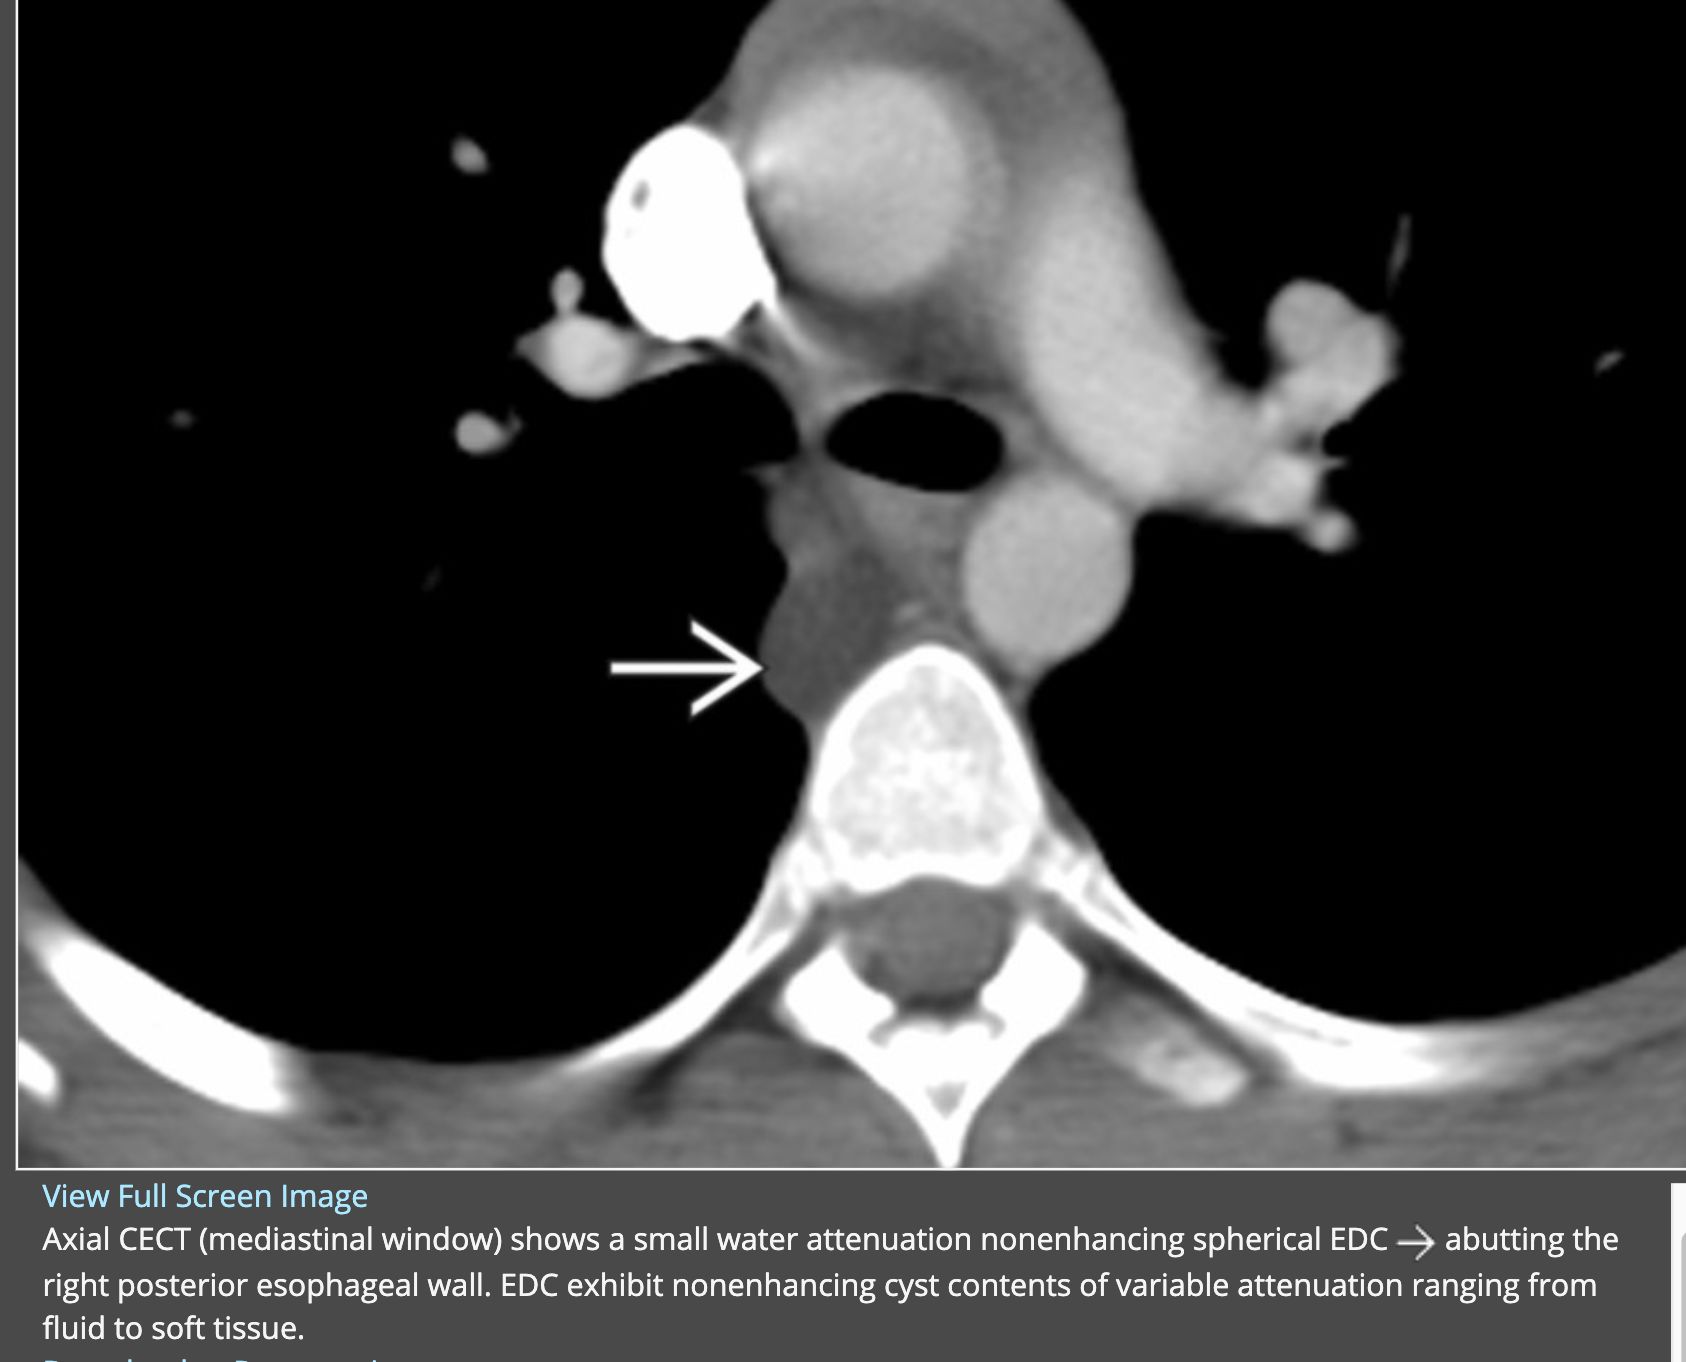 View Full Screen Image
Axial CECT (mediastinal window) shows a small water attenuation nonenhancing spherical EDC → abutting the
right posterior esophageal wall. EDC exhibit nonenhancing cyst contents of variable attenuation ranging from
fluid to soft tissue.